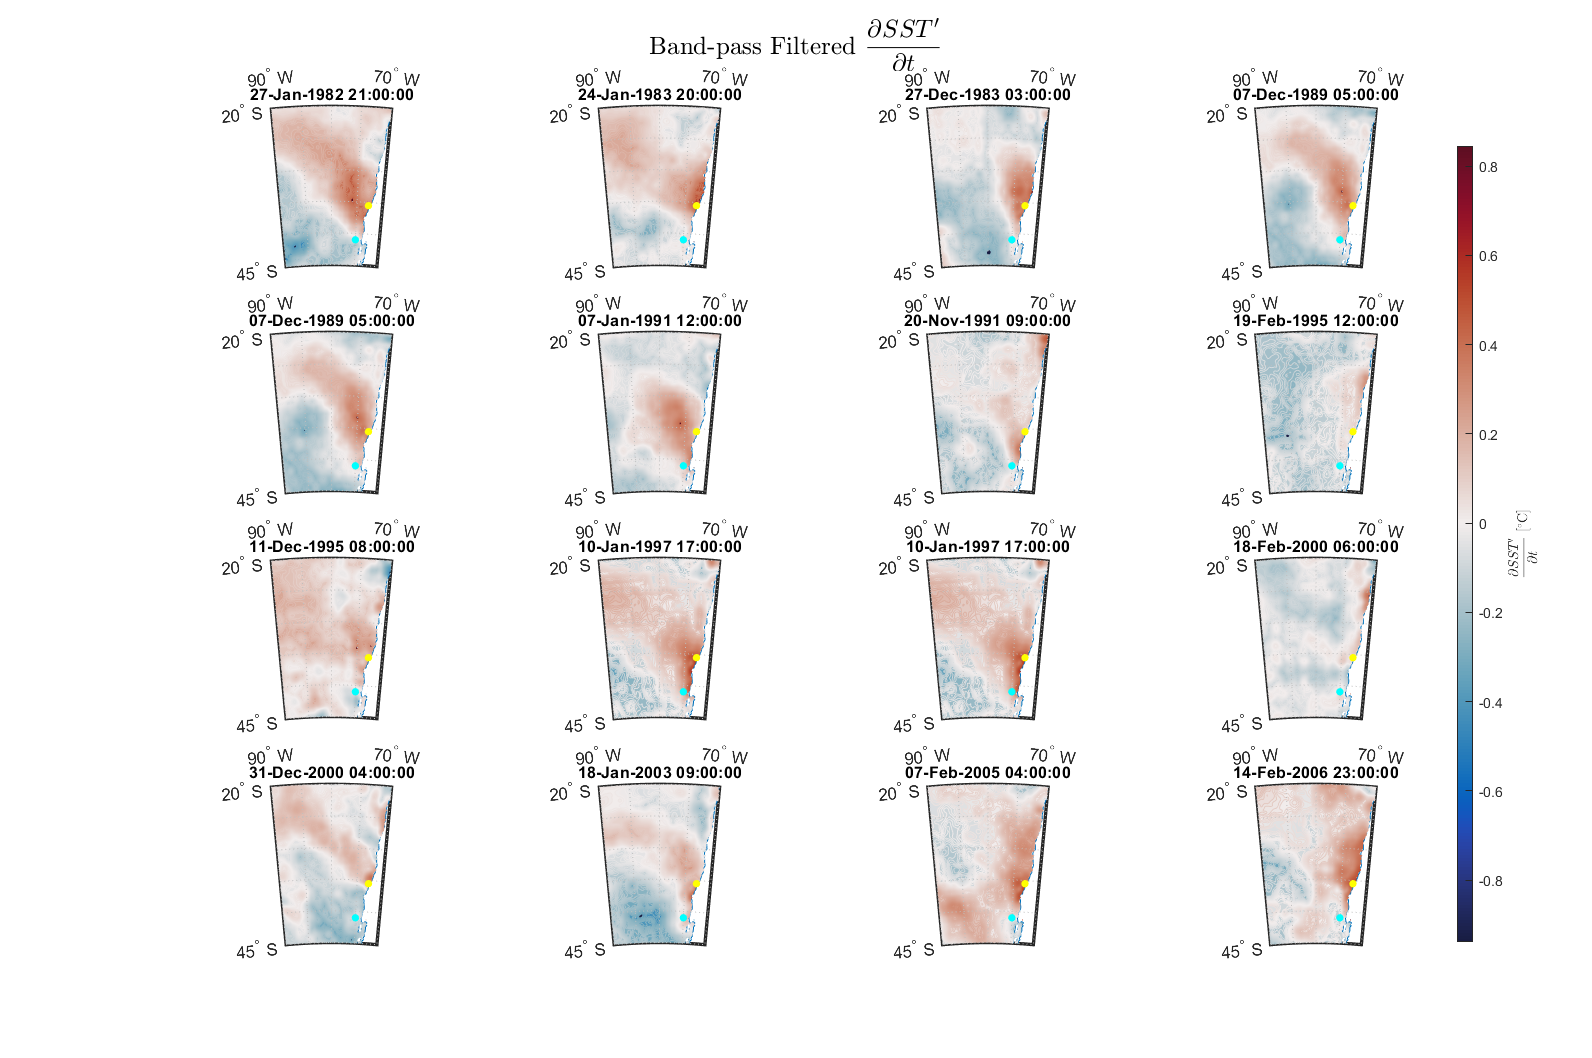 Band-pass Filtered ∂SST′/∂t
90° W 70° W 90° W 70° W 90° W 70° W 90° W 70° W
27-Jan-1982 21:00:00 24-Jan-1983 20:00:00 27-Dec-1983 03:00:00 07-Dec-1989 05:00:00
20° S 20° S 20° S 20° S
45° S 45° S 45° S 45° S
90° W 70° W 90° W 70° W 90° W 70° W 90° W 70° W
07-Dec-1989 05:00:00 07-Jan-1991 12:00:00 20-Nov-1991 09:00:00 19-Feb-1995 12:00:00
20° S 20° S 20° S 20° S
45° S 45° S 45° S 45° S
90° W 70° W 90° W 70° W 90° W 70° W 90° W 70° W
11-Dec-1995 08:00:00 10-Jan-1997 17:00:00 10-Jan-1997 17:00:00 18-Feb-2000 06:00:00
20° S 20° S 20° S 20° S
45° S 45° S 45° S 45° S
90° W 70° W 90° W 70° W 90° W 70° W 90° W 70° W
31-Dec-2000 04:00:00 18-Jan-2003 09:00:00 07-Feb-2005 04:00:00 14-Feb-2006 23:00:00
20° S 20° S 20° S 20° S
45° S 45° S 45° S 45° S
0.8
0.6
0.4
0.2
0
-0.2
-0.4
-0.6
-0.8
∂SST′/∂t [°C]